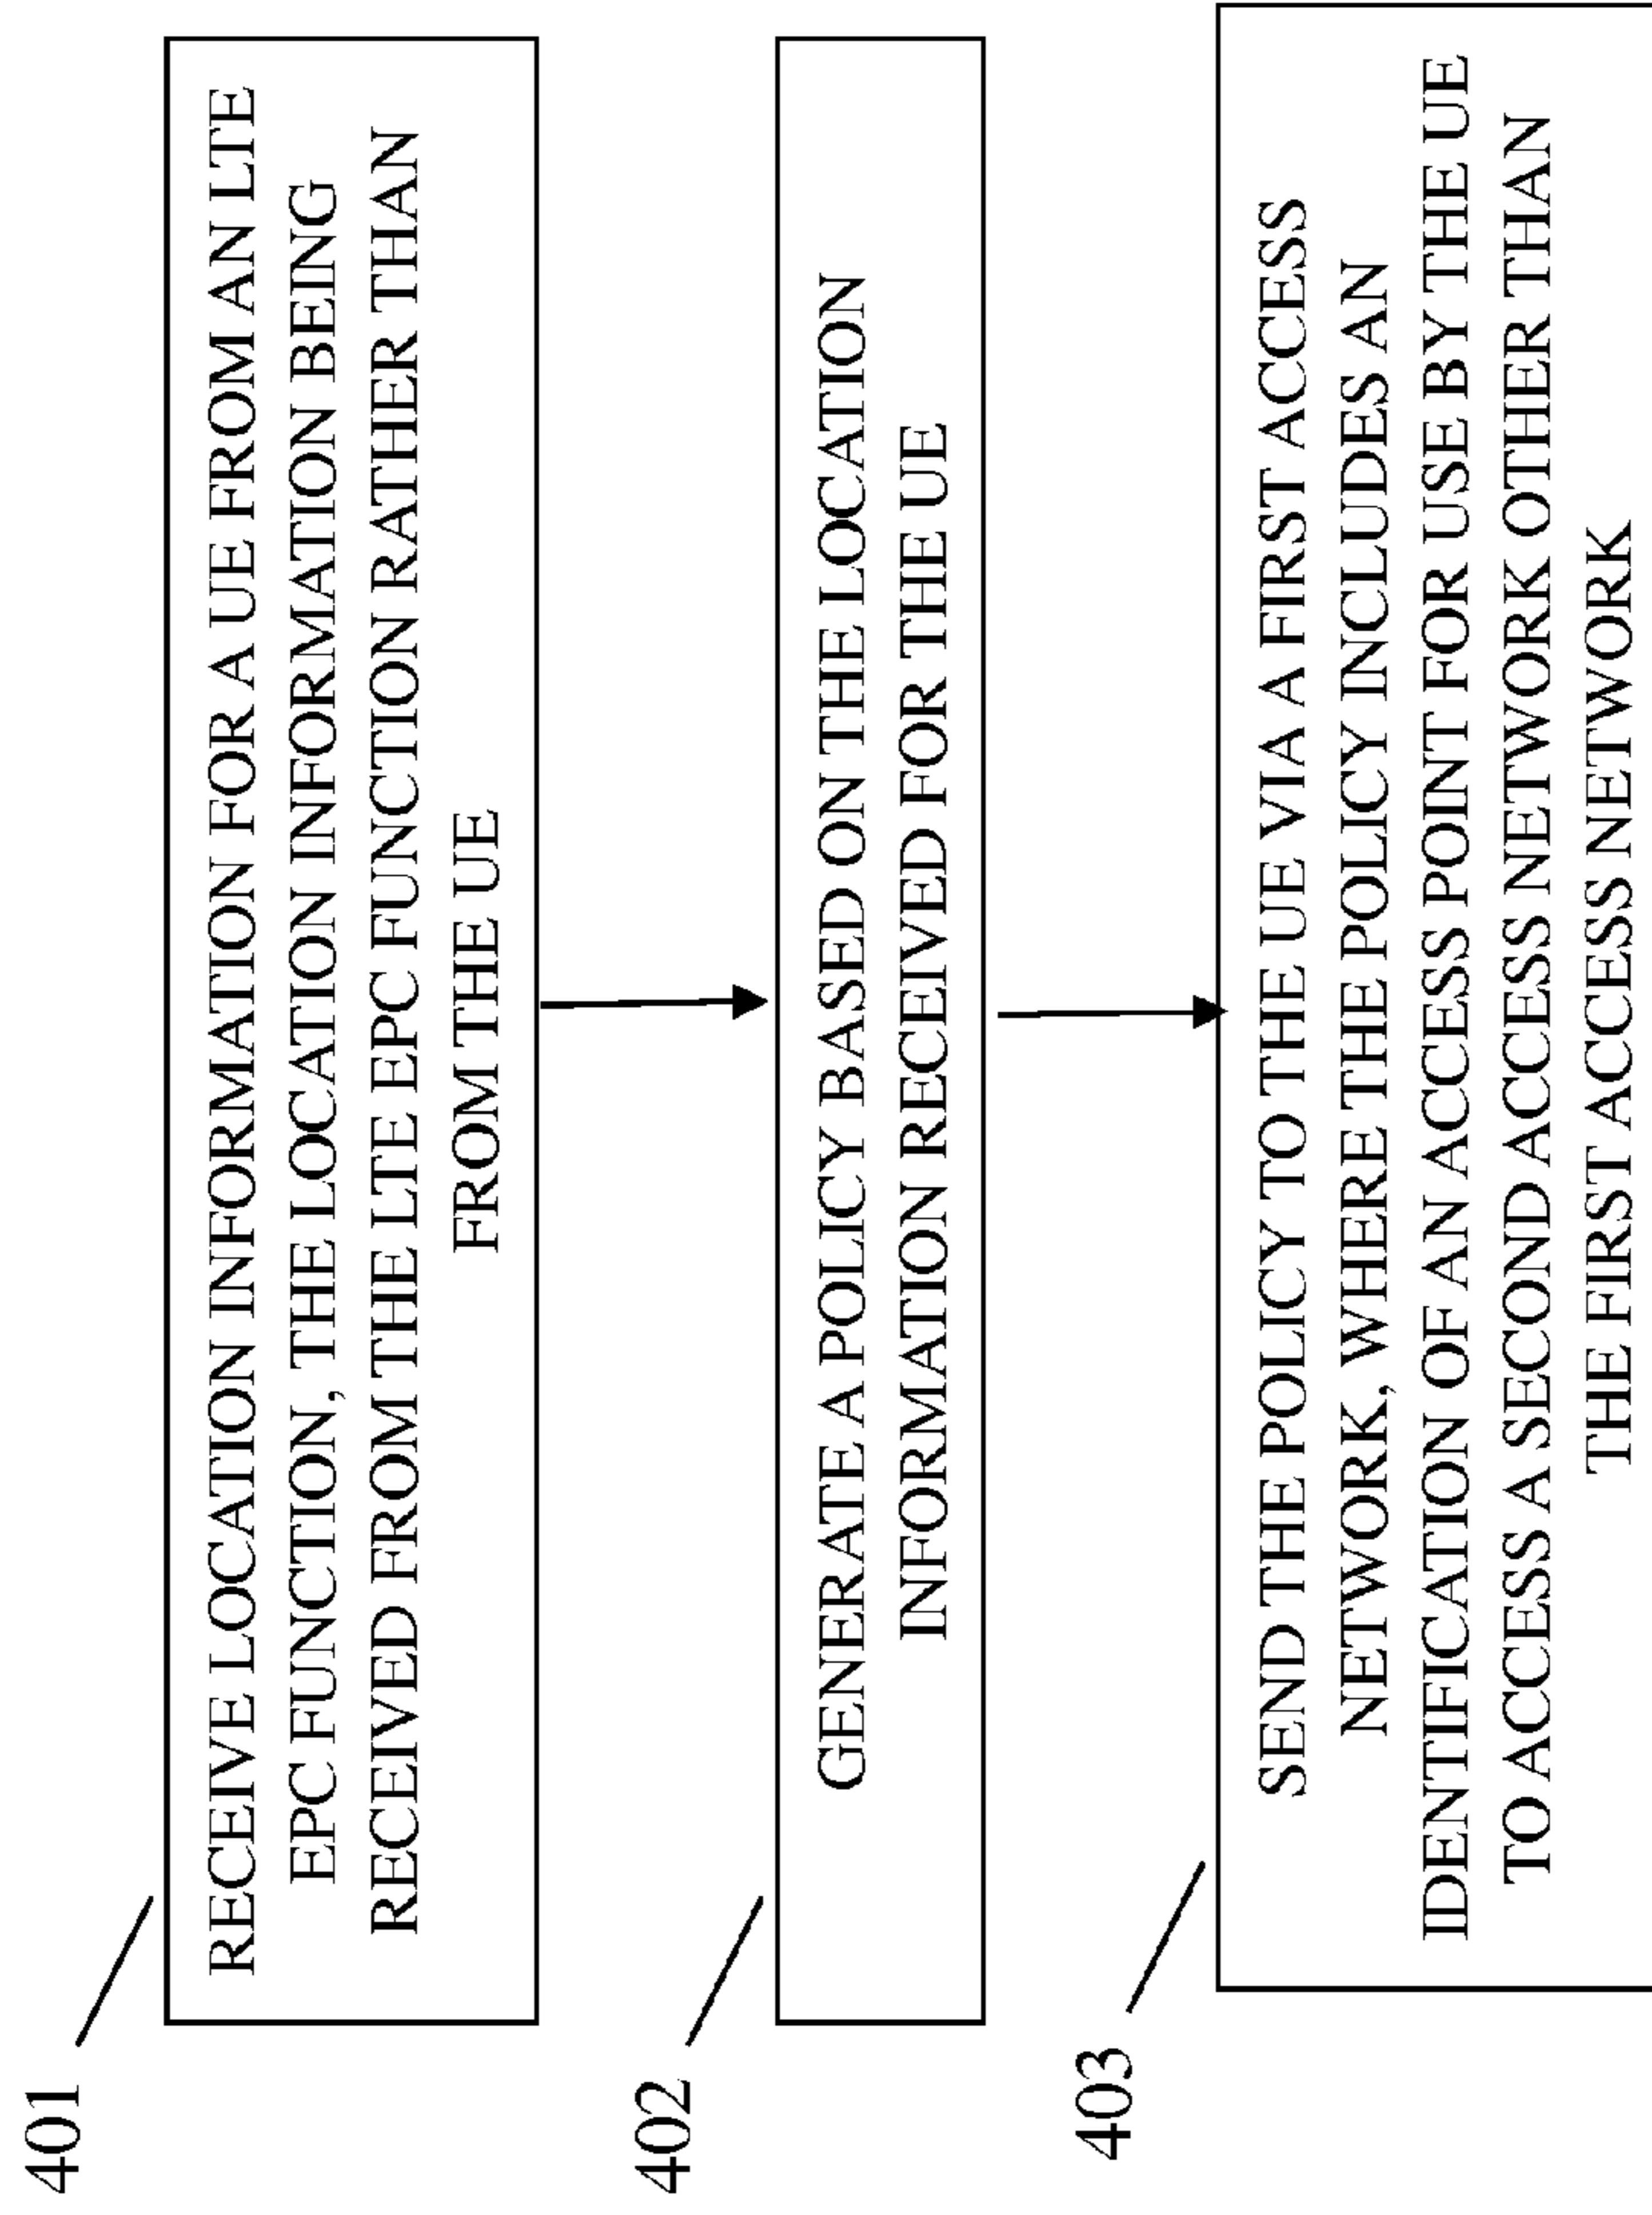 401
RECEIVE LOCATION INFORMATION FOR A UE FROM AN LTE
EPC FUNCTION, THE LOCATION INFORMATION BEING
RECEIVED FROM THE LTE EPC FUNCTION RATHER THAN
FROM THE UE
402
GENERATE A POLICY BASED ON THE LOCATION
INFORMATION RECEIVED FOR THE UE
403
SEND THE POLICY TO THE UE VIA A FIRST ACCESS
NETWORK, WHERE THE POLICY INCLUDES AN
IDENTIFICATION OF AN ACCESS POINT FOR USE BY THE UE
TO ACCESS A SECOND ACCESS NETWORK OTHER THAN
THE FIRST ACCESS NETWORK